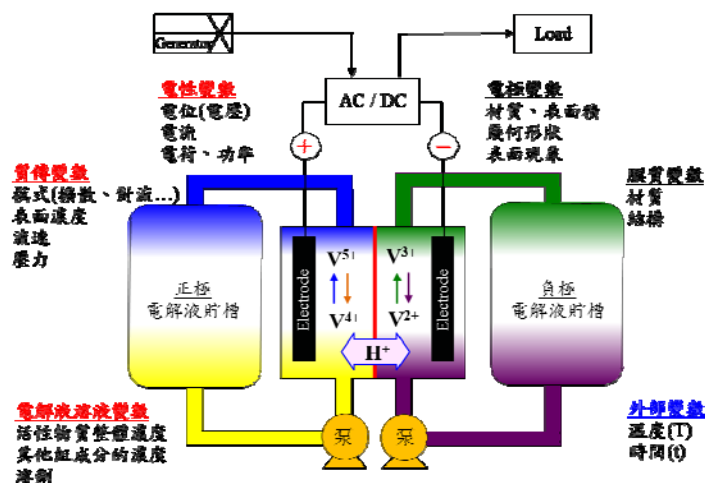 Generator
Load
AC / DC
電性變數
電位(電壓)
電流
電荷、功率
電極變數
材質、表面積
幾何形狀
表面現象
+
−
質傳變數
模式(擴散、對流...)
表面濃度
流速
壓力
膜質變數
材質
結構
正極
電解液貯槽
Electrode
V5+
V4+
V3+
V2+
H+
Electrode
負極
電解液貯槽
電解液溶液變數
活性物質整體濃度
其他組成分的濃度
溶劑
泵
泵
外部變數
溫度(T)
時間(t)